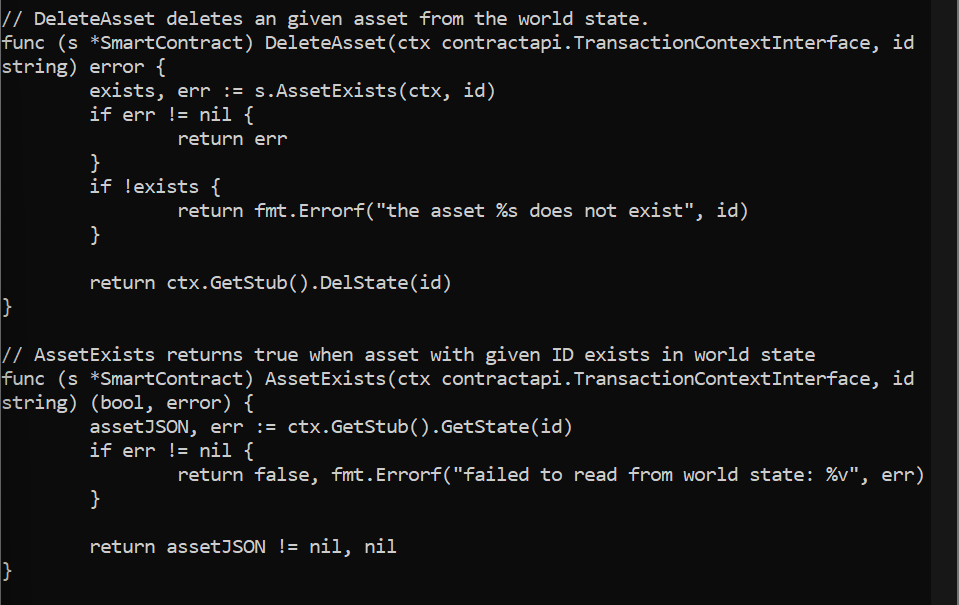 // DeleteAsset deletes an given asset from the world state.
func (s *SmartContract) DeleteAsset(ctx contractapi.TransactionContextInterface, id
string) error {
        exists, err := s.AssetExists(ctx, id)
        if err != nil {
                return err
        }
        if !exists {
                return fmt.Errorf("the asset %s does not exist", id)
        }

        return ctx.GetStub().DelState(id)
}

// AssetExists returns true when asset with given ID exists in world state
func (s *SmartContract) AssetExists(ctx contractapi.TransactionContextInterface, id
string) (bool, error) {
        assetJSON, err := ctx.GetStub().GetState(id)
        if err != nil {
                return false, fmt.Errorf("failed to read from world state: %v", err)
        }

        return assetJSON != nil, nil
}